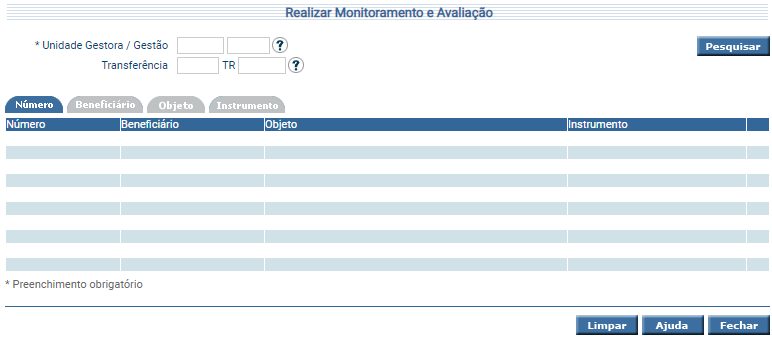 Realizar Monitoramento e Avaliação
* Unidade Gestora / Gestão ?
Pesquisar
Transferência TR ?
Número Beneficiário Objeto Instrumento
Número Beneficiário Objeto Instrumento
* Preenchimento obrigatório
Limpar Ajuda Fechar